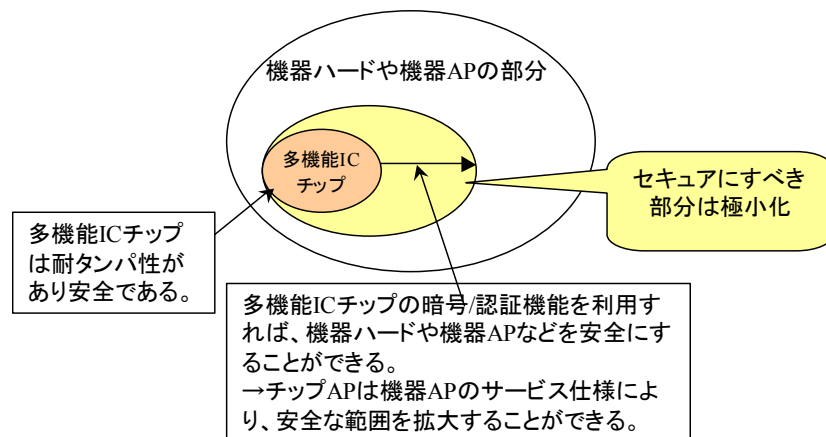 機器ハードや機器APの部分
多機能IC
チップ
セキュアにすべき
部分は極小化
多機能ICチップ
は耐タンパ性が
あり安全である。
多機能ICチップの暗号/認証機能を利用す
れば、機器ハードや機器APなどを安全にす
ることができる。
→チップAPは機器APのサービス仕様によ
り、安全な範囲を拡大することができる。